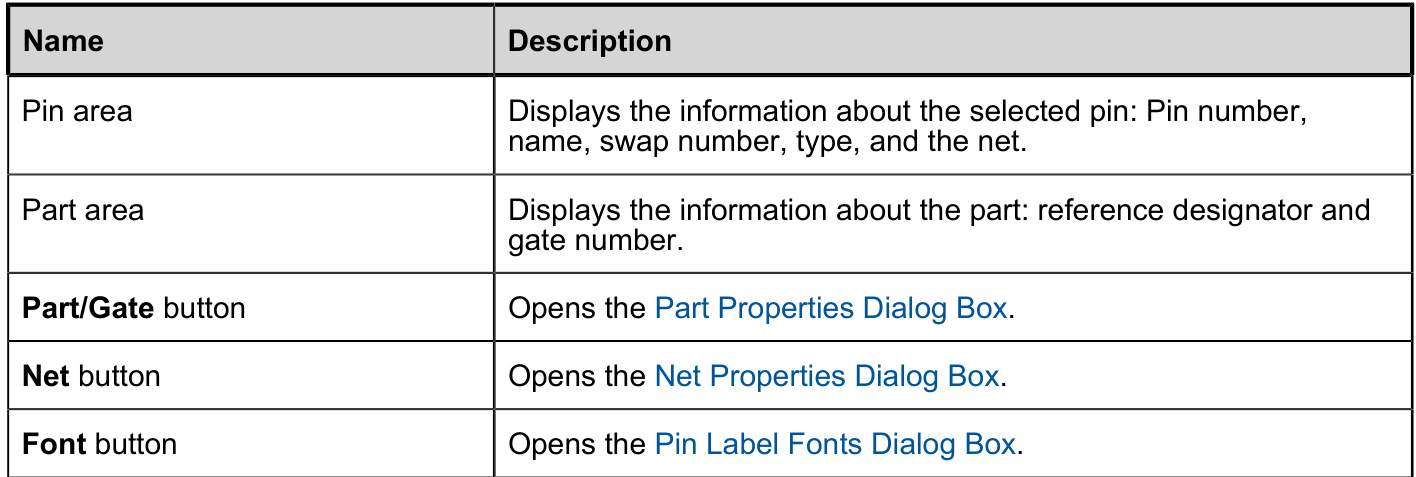 Name Description
Pin area Displays the information about the selected pin: Pin number,
name, swap number, type, and the net.
Part area Displays the information about the part: reference designator and
gate number.
Part/Gate button Opens the Part Properties Dialog Box.
Net button Opens the Net Properties Dialog Box.
Font button Opens the Pin Label Fonts Dialog Box.